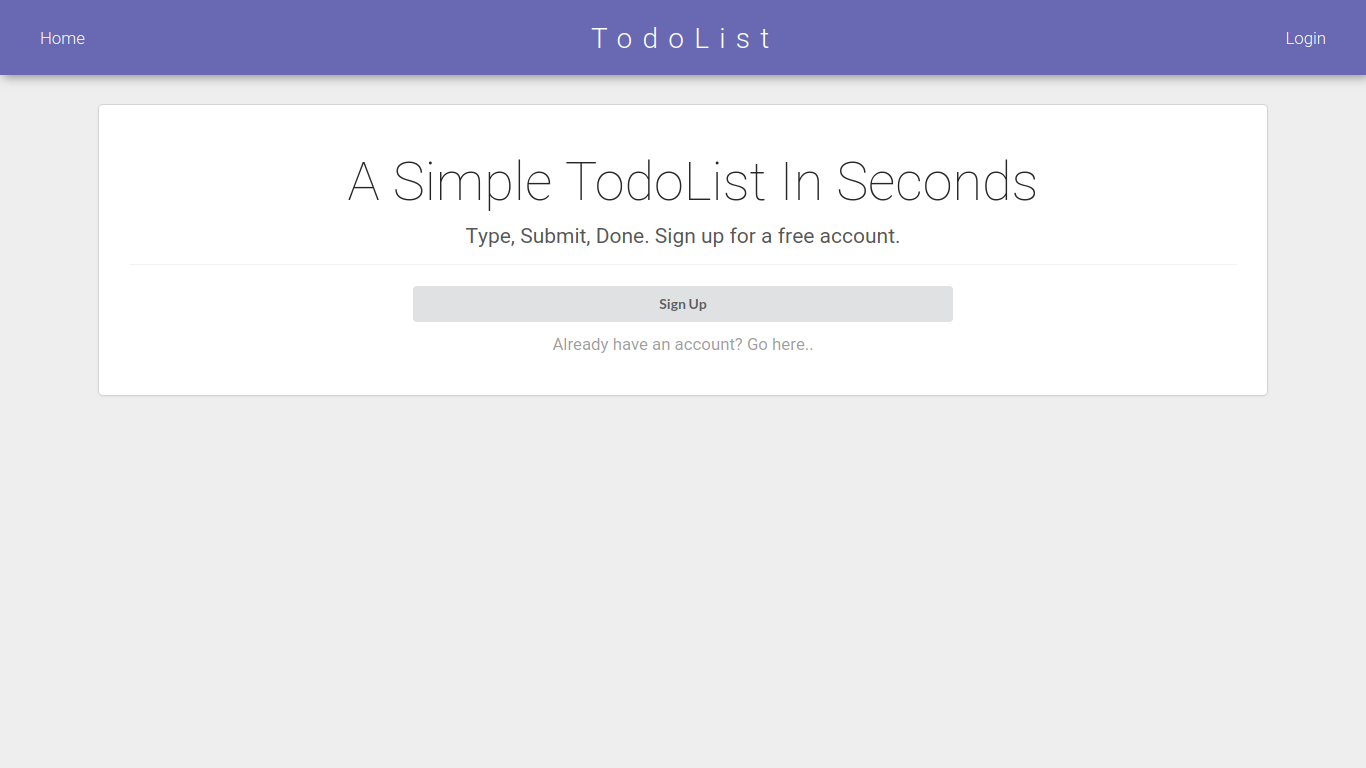 Home
TodoList
Login
A Simple TodoList In Seconds
Type, Submit, Done. Sign up for a free account.
Sign Up
Already have an account? Go here..